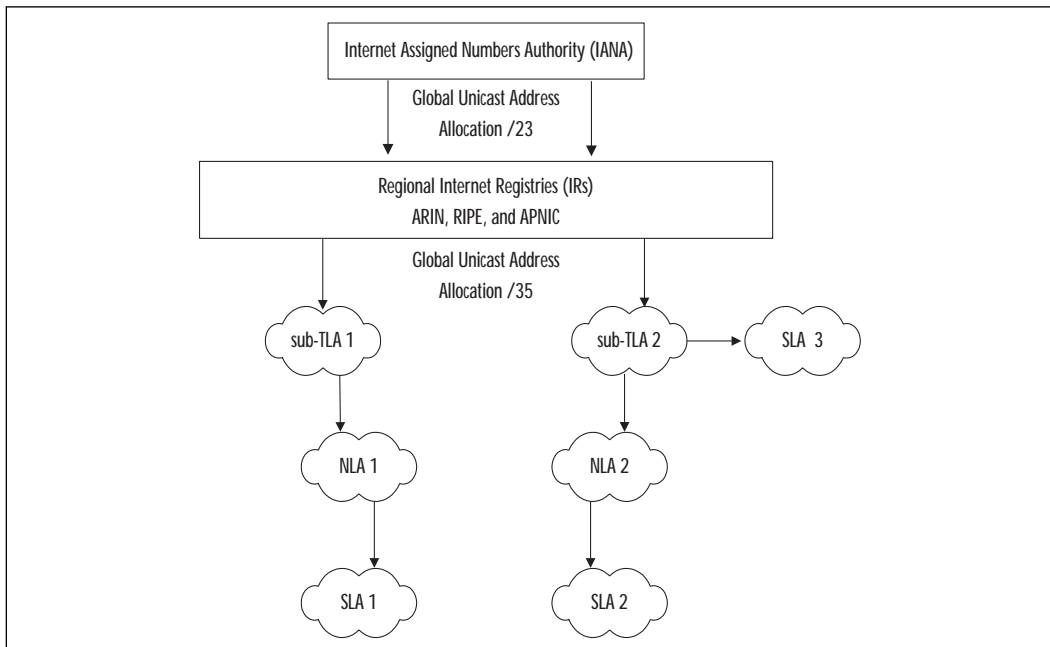 Internet Assigned Numbers Authority (IANA)
Global Unicast Address
Allocation /23
Regional Internet Registries (IRs)
ARIN, RIPE, and APNIC
Global Unicast Address
Allocation /35
sub-TLA 1
sub-TLA 2
SLA 3
NLA 1
NLA 2
SLA 1
SLA 2